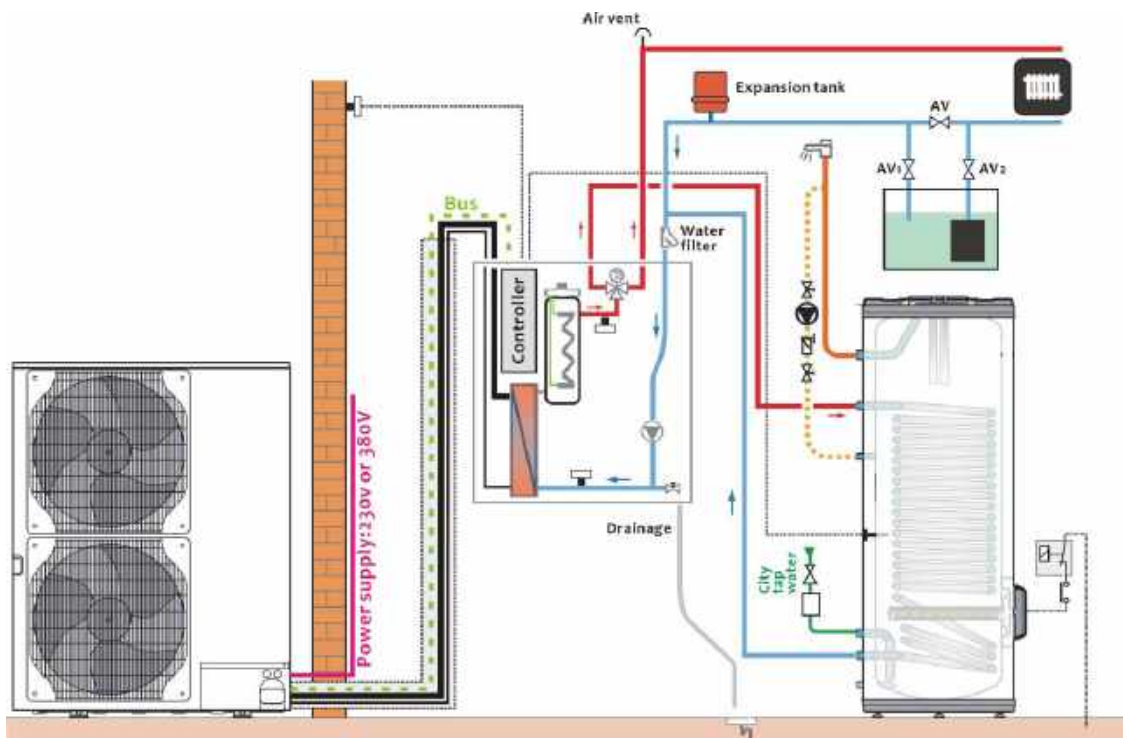 Air vent
Expansion tank
AV
AV1
AV2
Bus
Water
filter
Controller
Power supply:230v or 380V
Drainage
City
tap
water